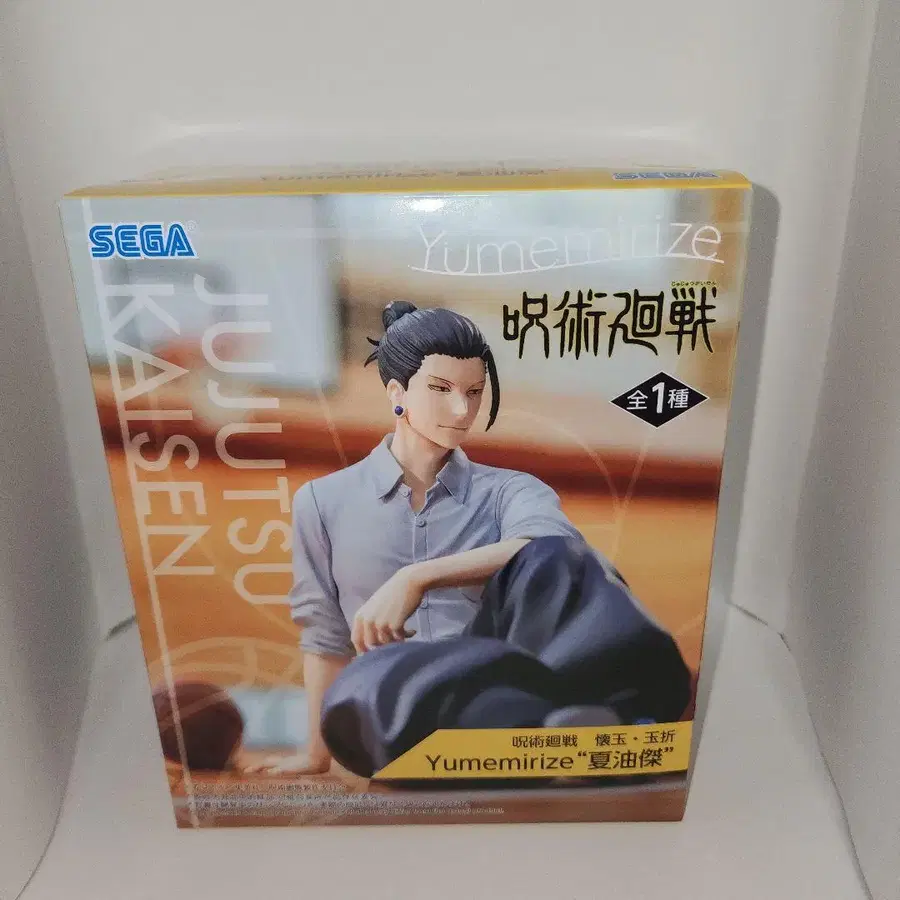 SEGA
Yumemirize
じゅじゅつかいせん
呪術廻戦
全1種
JUJUTSU
KAISEN
呪術廻戦 懐玉・玉折
Yumemirize “夏油傑”